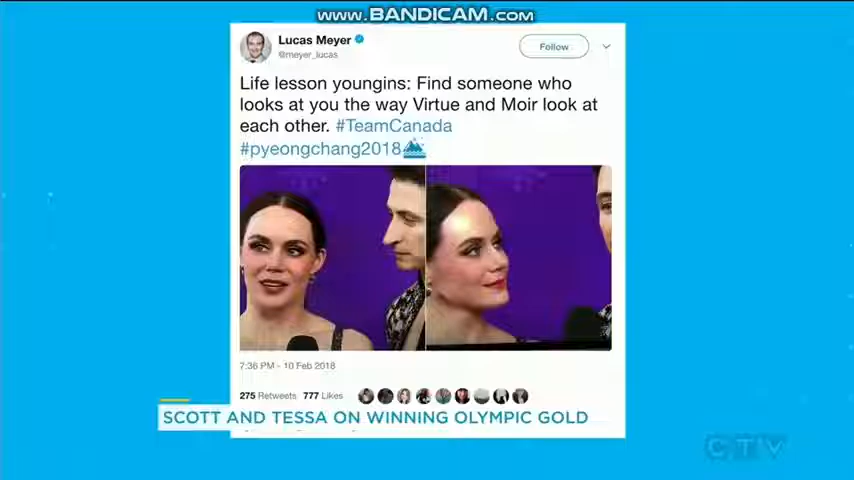 www.BANDICAM.com
Lucas Meyer
@meyer_lucas
Follow
Life lesson youngins: Find someone who
looks at you the way Virtue and Moir look at
each other. #TeamCanada
#pyeongchang2018
7:36 PM - 10 Feb 2018
275 Retweets 777 Likes
SCOTT AND TESSA ON WINNING OLYMPIC GOLD
CTV